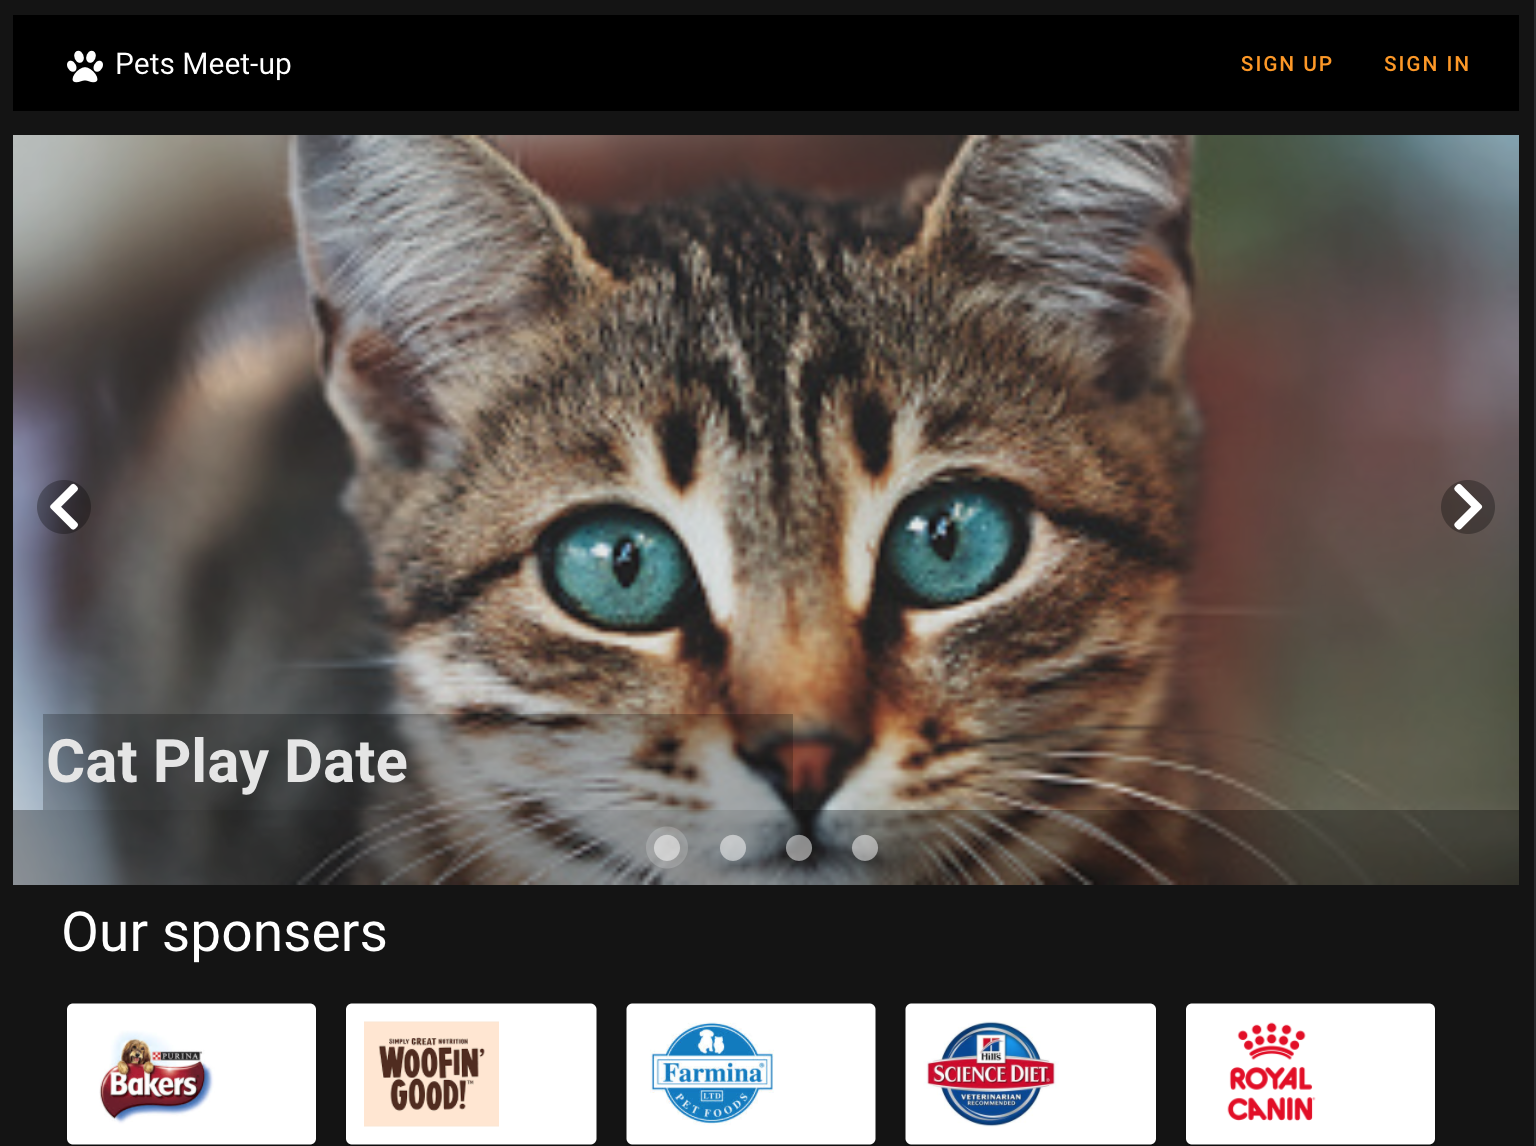 Pets Meet-up
SIGN UP
SIGN IN
Cat Play Date
Our sponsers
PURINA
Bakers
SIMPLY GREAT NUTRITION
WOOFIN'
GOOD!™
Farmina®
LTD
PET FOODS
Hill's
SCIENCE DIET
VETERINARIAN
RECOMMENDED
ROYAL
CANIN